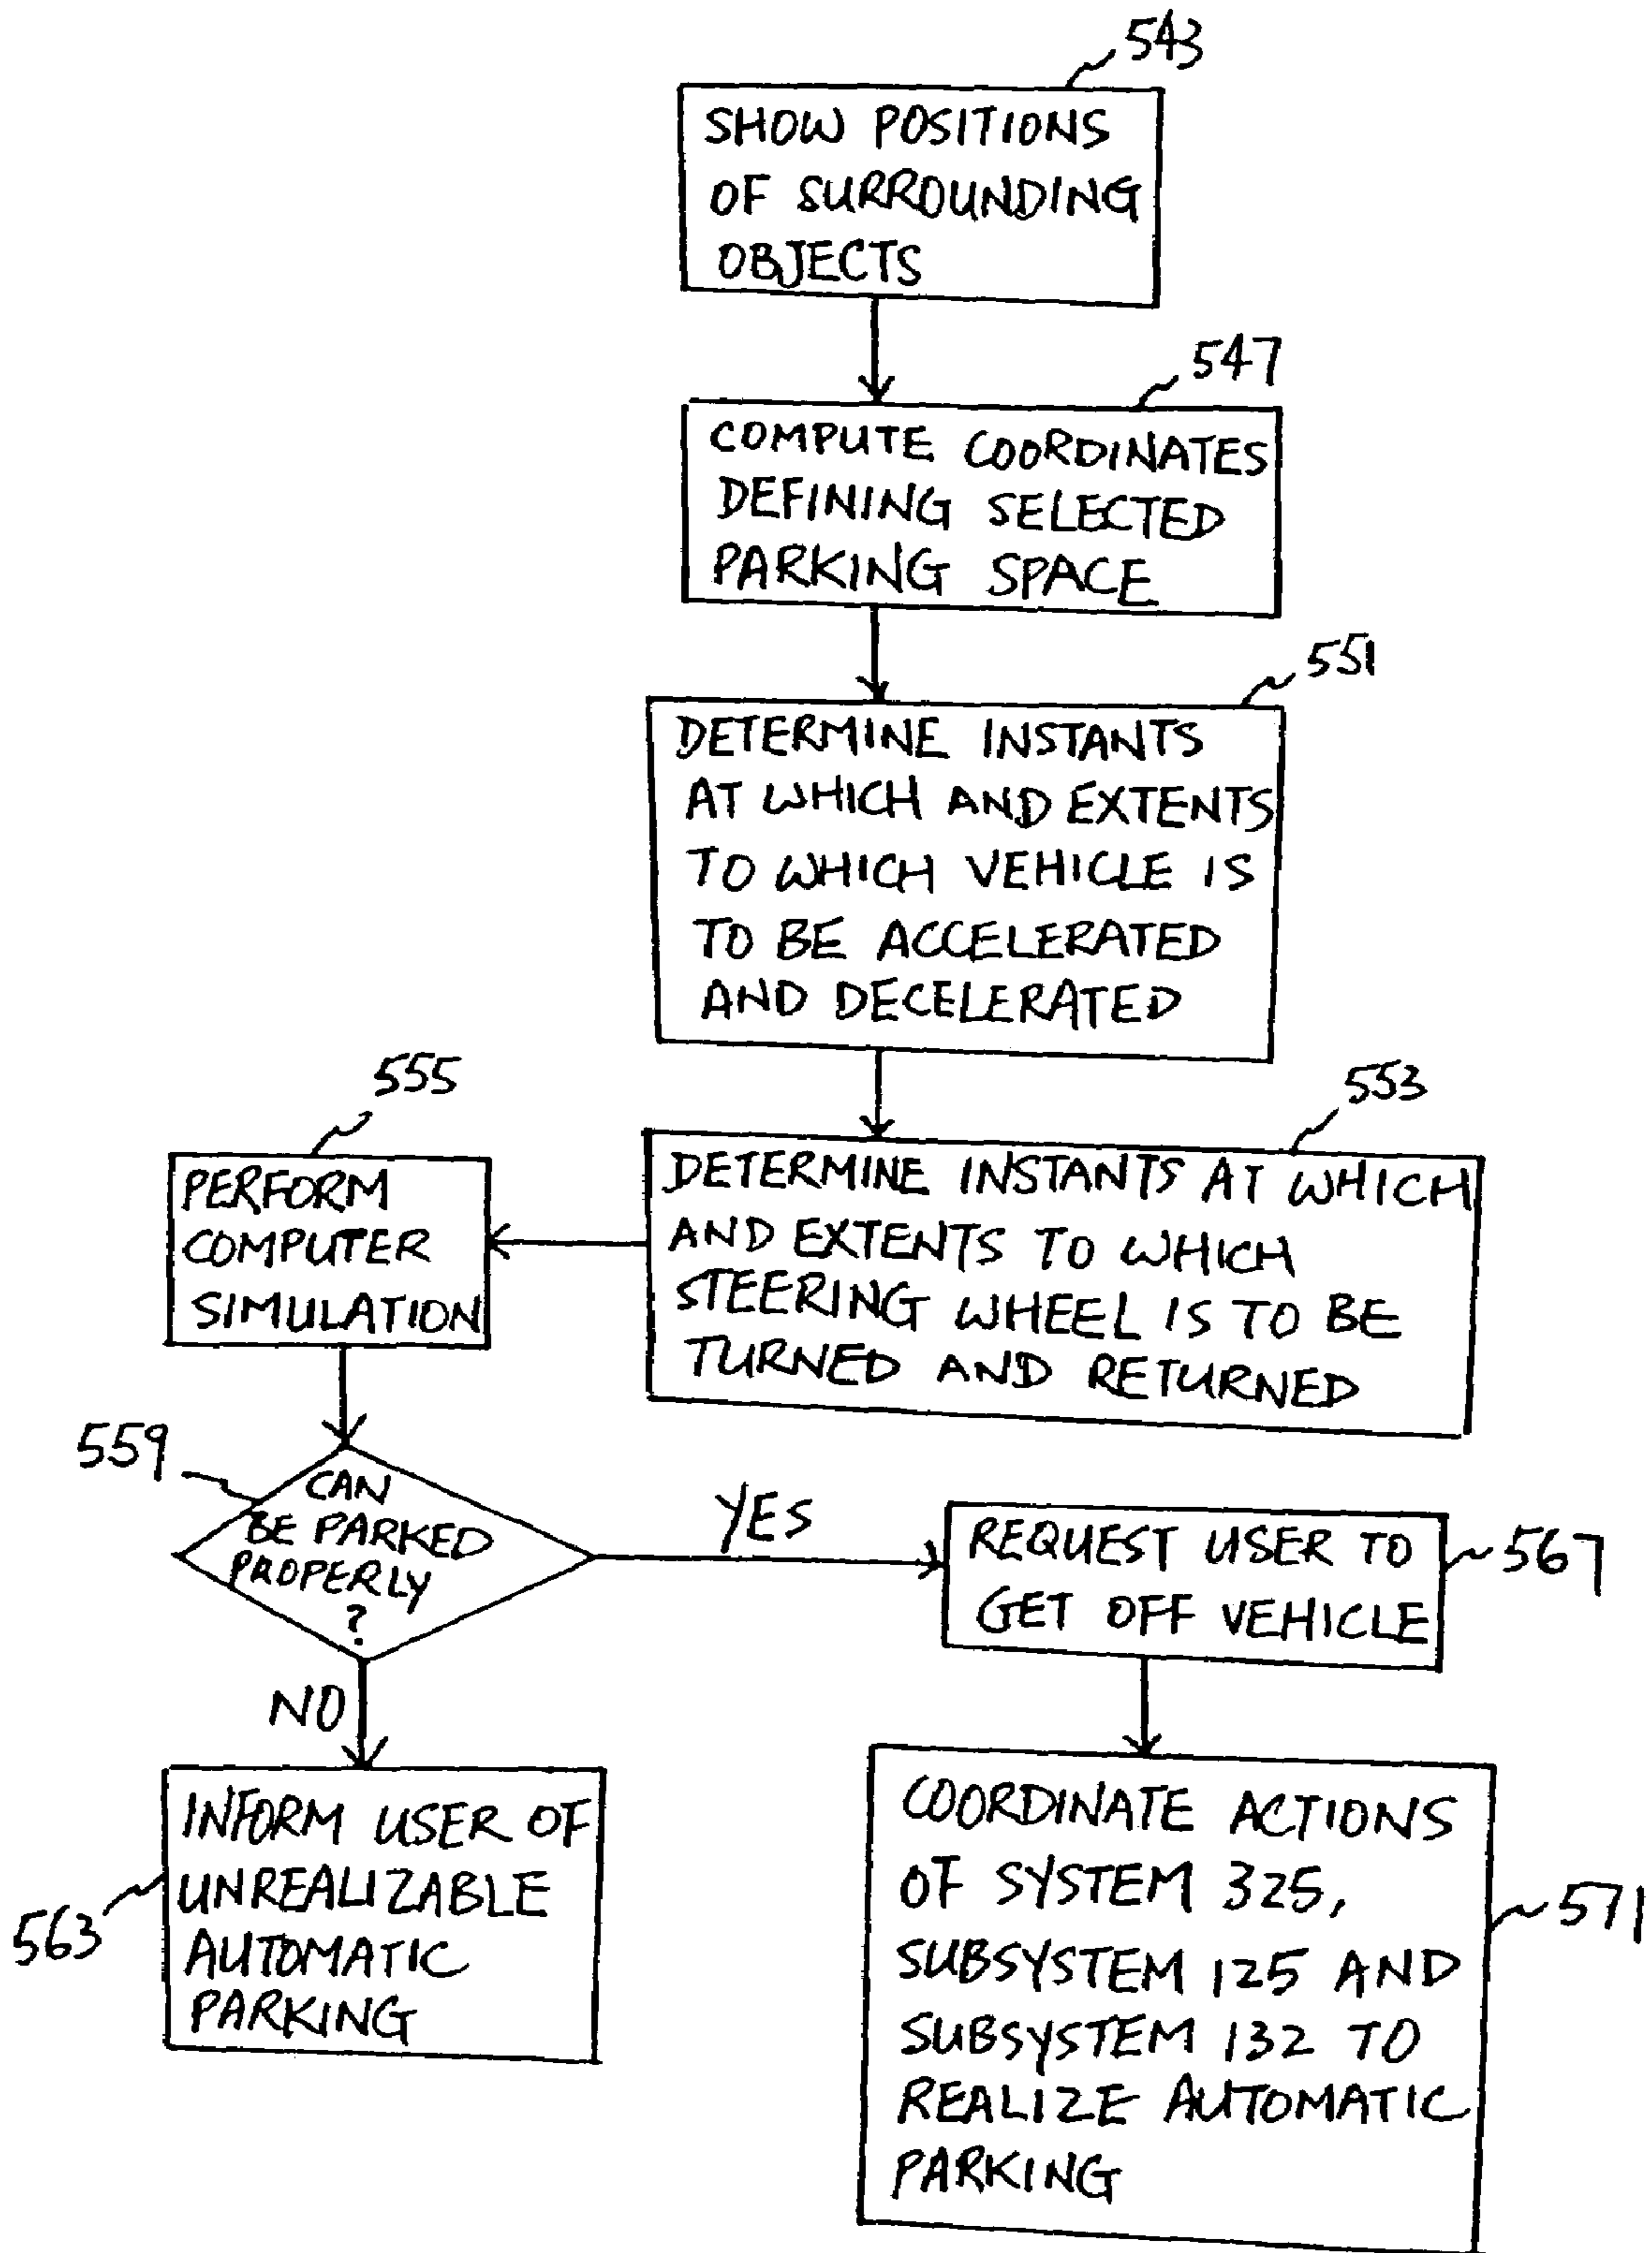 543
SHOW POSITIONS
OF SURROUNDING
OBJECTS
547
COMPUTE COORDINATES
DEFINING SELECTED
PARKING SPACE
551
DETERMINE INSTANTS
AT WHICH AND EXTENTS
TO WHICH VEHICLE IS
TO BE ACCELERATED
AND DECELERATED
553
DETERMINE INSTANTS AT WHICH
AND EXTENTS TO WHICH
STEERING WHEEL IS TO BE
TURNED AND RETURNED
555
PERFORM
COMPUTER
SIMULATION
559
CAN
BE PARKED
PROPERLY
?
YES
NO
REQUEST USER TO
GET OFF VEHICLE
567
INFORM USER OF
UNREALIZABLE
AUTOMATIC
PARKING
563
COORDINATE ACTIONS
OF SYSTEM 325,
SUBSYSTEM 125 AND
SUBSYSTEM 132 TO
REALIZE AUTOMATIC
PARKING
571